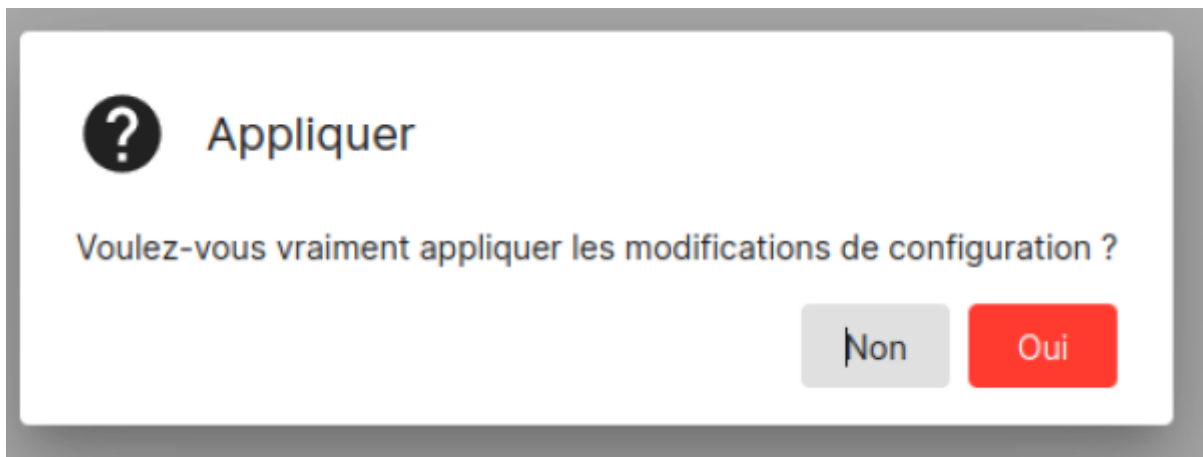 Appliquer
Voulez-vous vraiment appliquer les modifications de configuration ?
Non
Oui